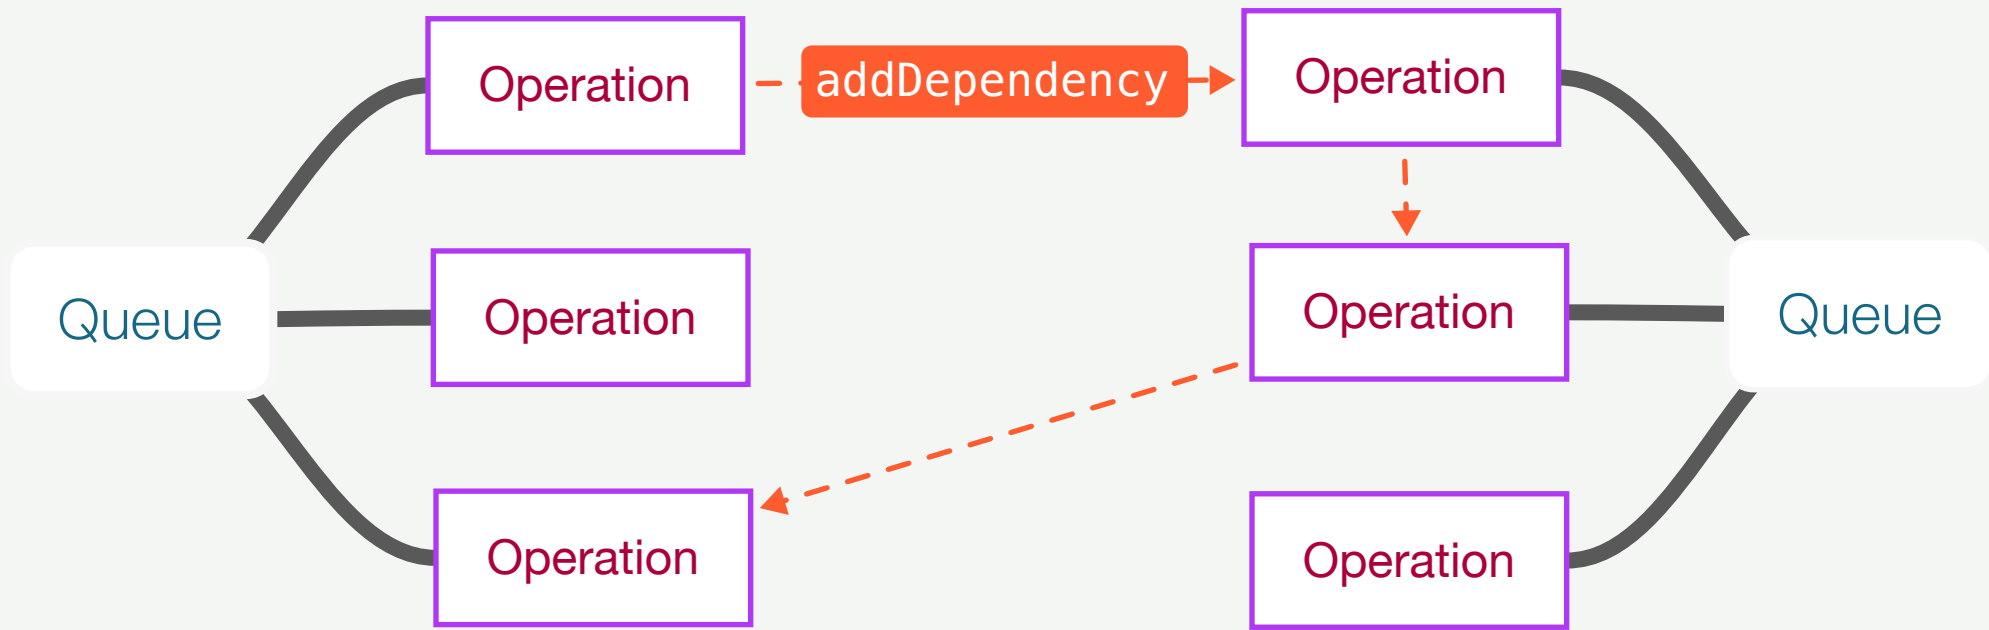 Operation
addDependency
Operation
Queue
Operation
Operation
Queue
Operation
Operation